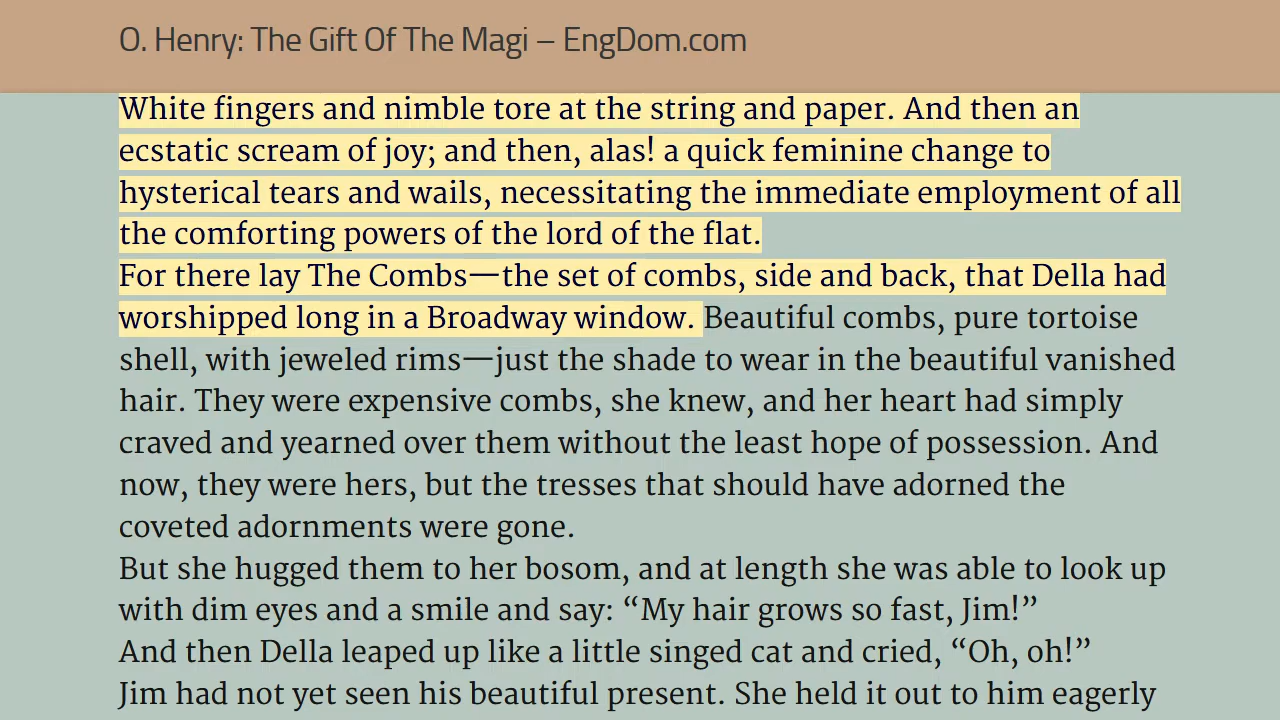 O. Henry: The Gift Of The Magi – EngDom.com
White fingers and nimble tore at the string and paper. And then an
ecstatic scream of joy; and then, alas! a quick feminine change to
hysterical tears and wails, necessitating the immediate employment of all
the comforting powers of the lord of the flat.
For there lay The Combs—the set of combs, side and back, that Della had
worshipped long in a Broadway window. Beautiful combs, pure tortoise
shell, with jeweled rims—just the shade to wear in the beautiful vanished
hair. They were expensive combs, she knew, and her heart had simply
craved and yearned over them without the least hope of possession. And
now, they were hers, but the tresses that should have adorned the
coveted adornments were gone.
But she hugged them to her bosom, and at length she was able to look up
with dim eyes and a smile and say: “My hair grows so fast, Jim!”
And then Della leaped up like a little singed cat and cried, “Oh, oh!”
Jim had not yet seen his beautiful present. She held it out to him eagerly